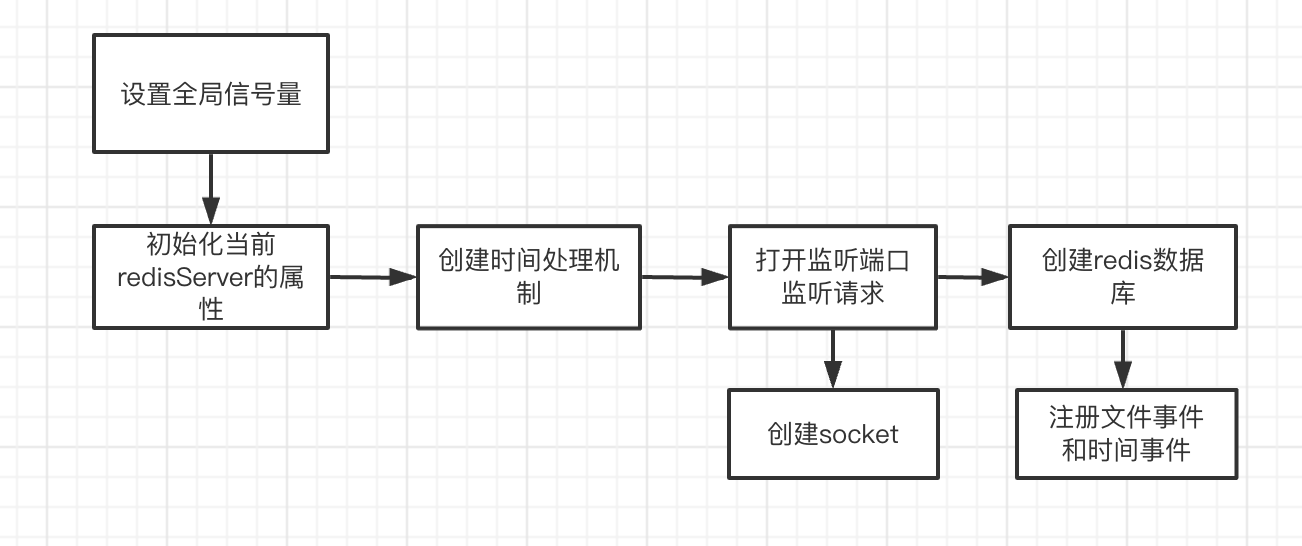 设置全局信号量
初始化当前
redisServer的属
性
创建时间处理机
制
打开监听端口
监听请求
创建redis数据
库
创建socket
注册文件事件
和时间事件